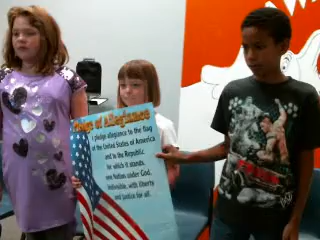 Pledge of Allegiance
I pledge allegiance to the flag
of the United States of America
and to the Republic
for which it stands,
one Nation under God,
indivisible, with liberty
and justice for all.